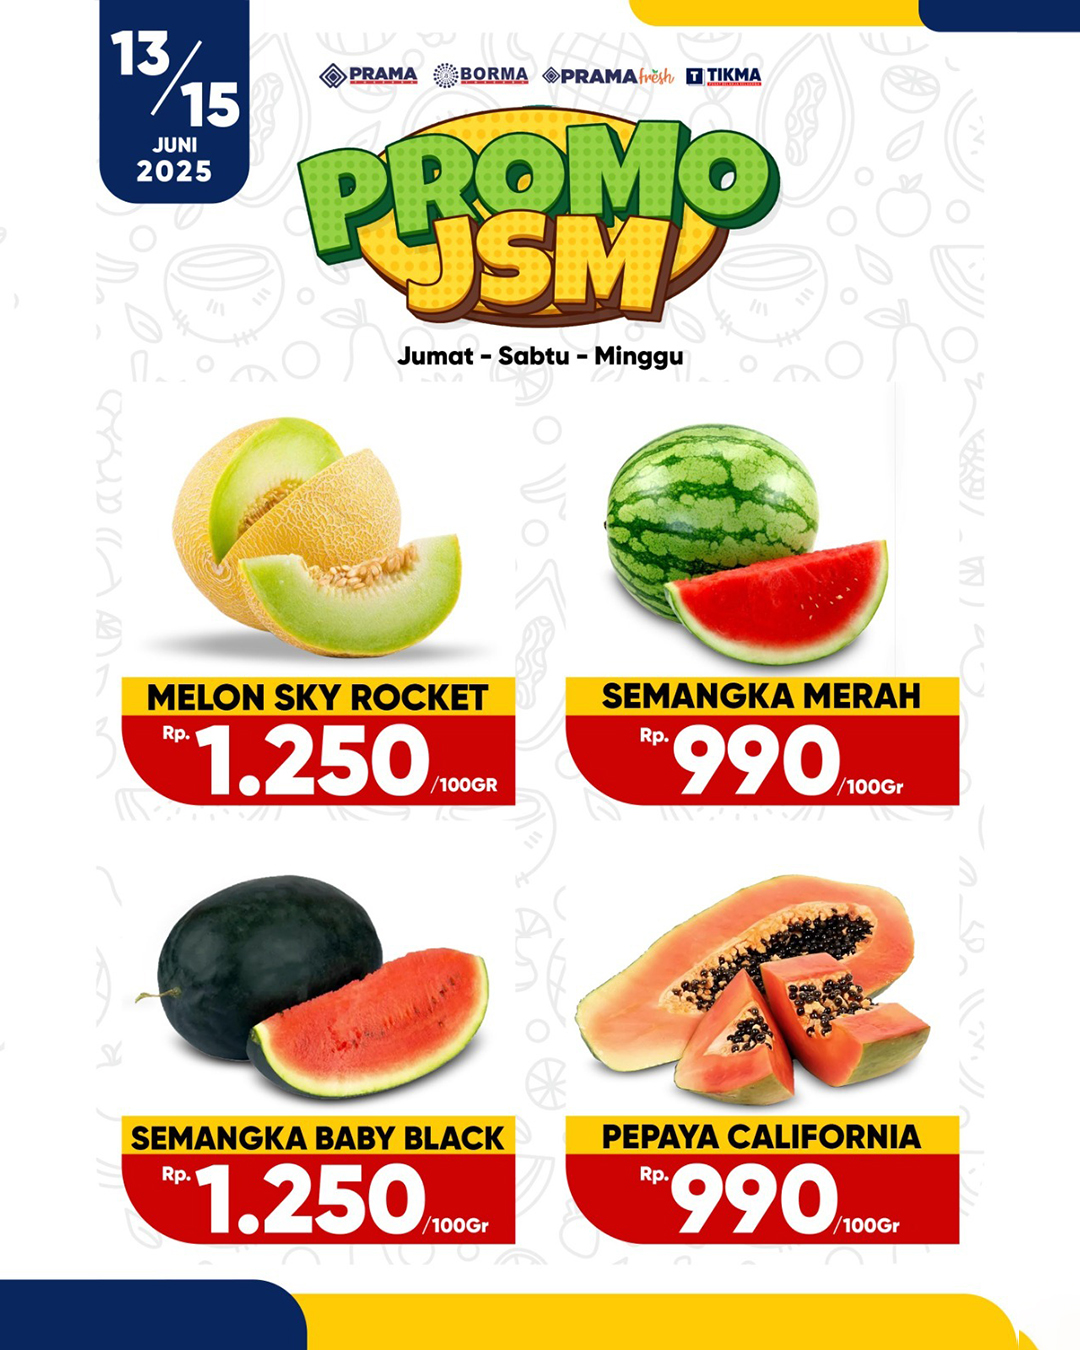 13/15
JUNI
2025
PRAMA
BORMA
PRAMA fresh
TIKMA
PROMO
JSM
Jumat - Sabtu - Minggu
MELON SKY ROCKET
Rp. 1.250 /100GR
SEMANGKA MERAH
Rp. 990 /100Gr
SEMANGKA BABY BLACK
Rp. 1.250 /100Gr
PEPAYA CALIFORNIA
Rp. 990 /100Gr